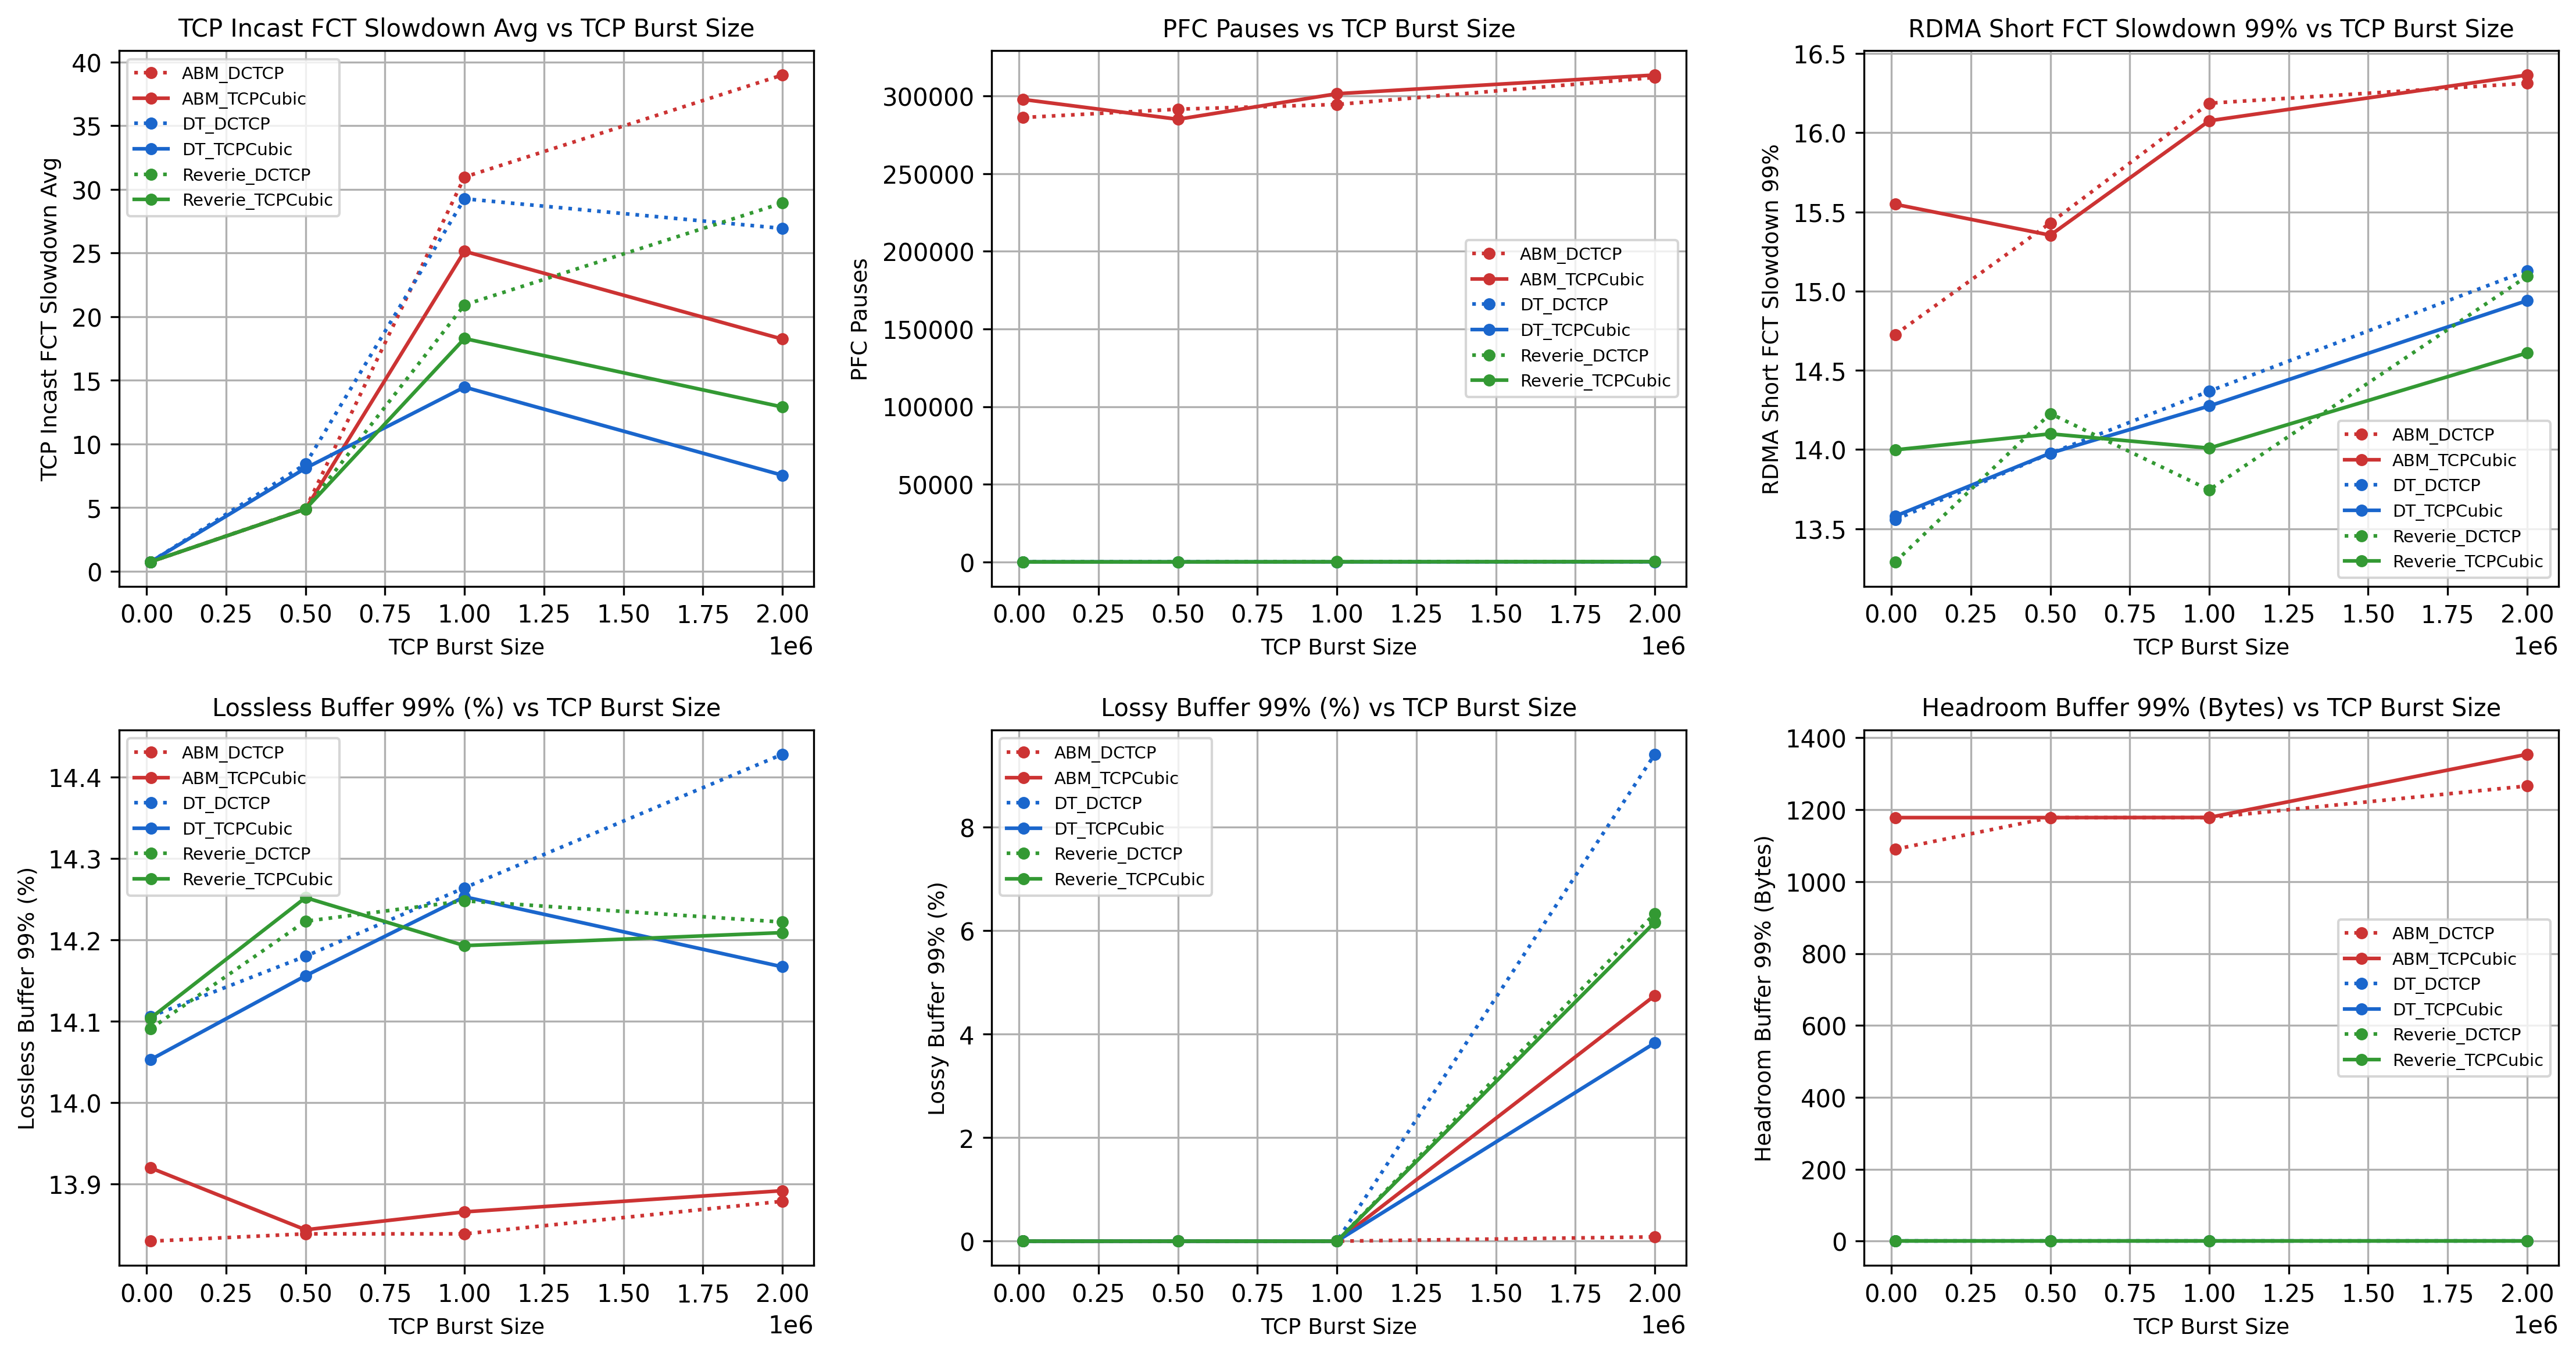 TCP Incast FCT Slowdown Avg vs TCP Burst Size
TCP Incast FCT Slowdown Avg
40
35
30
25
20
15
10
5
0
ABM_DCTCP
ABM_TCPCubic
DT_DCTCP
DT_TCPCubic
Reverie_DCTCP
Reverie_TCPCubic
0.00 0.25 0.50 0.75 1.00 1.25 1.50 1.75 2.00
TCP Burst Size
1e6
PFC Pauses vs TCP Burst Size
PFC Pauses
300000
250000
200000
150000
100000
50000
0
ABM_DCTCP
ABM_TCPCubic
DT_DCTCP
DT_TCPCubic
Reverie_DCTCP
Reverie_TCPCubic
0.00 0.25 0.50 0.75 1.00 1.25 1.50 1.75 2.00
TCP Burst Size
1e6
RDMA Short FCT Slowdown 99% vs TCP Burst Size
RDMA Short FCT Slowdown 99%
16.5
16.0
15.5
15.0
14.5
14.0
13.5
ABM_DCTCP
ABM_TCPCubic
DT_DCTCP
DT_TCPCubic
Reverie_DCTCP
Reverie_TCPCubic
0.00 0.25 0.50 0.75 1.00 1.25 1.50 1.75 2.00
TCP Burst Size
1e6
Lossless Buffer 99% (%) vs TCP Burst Size
Lossless Buffer 99% (%)
14.4
14.3
14.2
14.1
14.0
13.9
ABM_DCTCP
ABM_TCPCubic
DT_DCTCP
DT_TCPCubic
Reverie_DCTCP
Reverie_TCPCubic
0.00 0.25 0.50 0.75 1.00 1.25 1.50 1.75 2.00
TCP Burst Size
1e6
Lossy Buffer 99% (%) vs TCP Burst Size
Lossy Buffer 99% (%)
8
6
4
2
0
ABM_DCTCP
ABM_TCPCubic
DT_DCTCP
DT_TCPCubic
Reverie_DCTCP
Reverie_TCPCubic
0.00 0.25 0.50 0.75 1.00 1.25 1.50 1.75 2.00
TCP Burst Size
1e6
Headroom Buffer 99% (Bytes) vs TCP Burst Size
Headroom Buffer 99% (Bytes)
1400
1200
1000
800
600
400
200
0
ABM_DCTCP
ABM_TCPCubic
DT_DCTCP
DT_TCPCubic
Reverie_DCTCP
Reverie_TCPCubic
0.00 0.25 0.50 0.75 1.00 1.25 1.50 1.75 2.00
TCP Burst Size
1e6